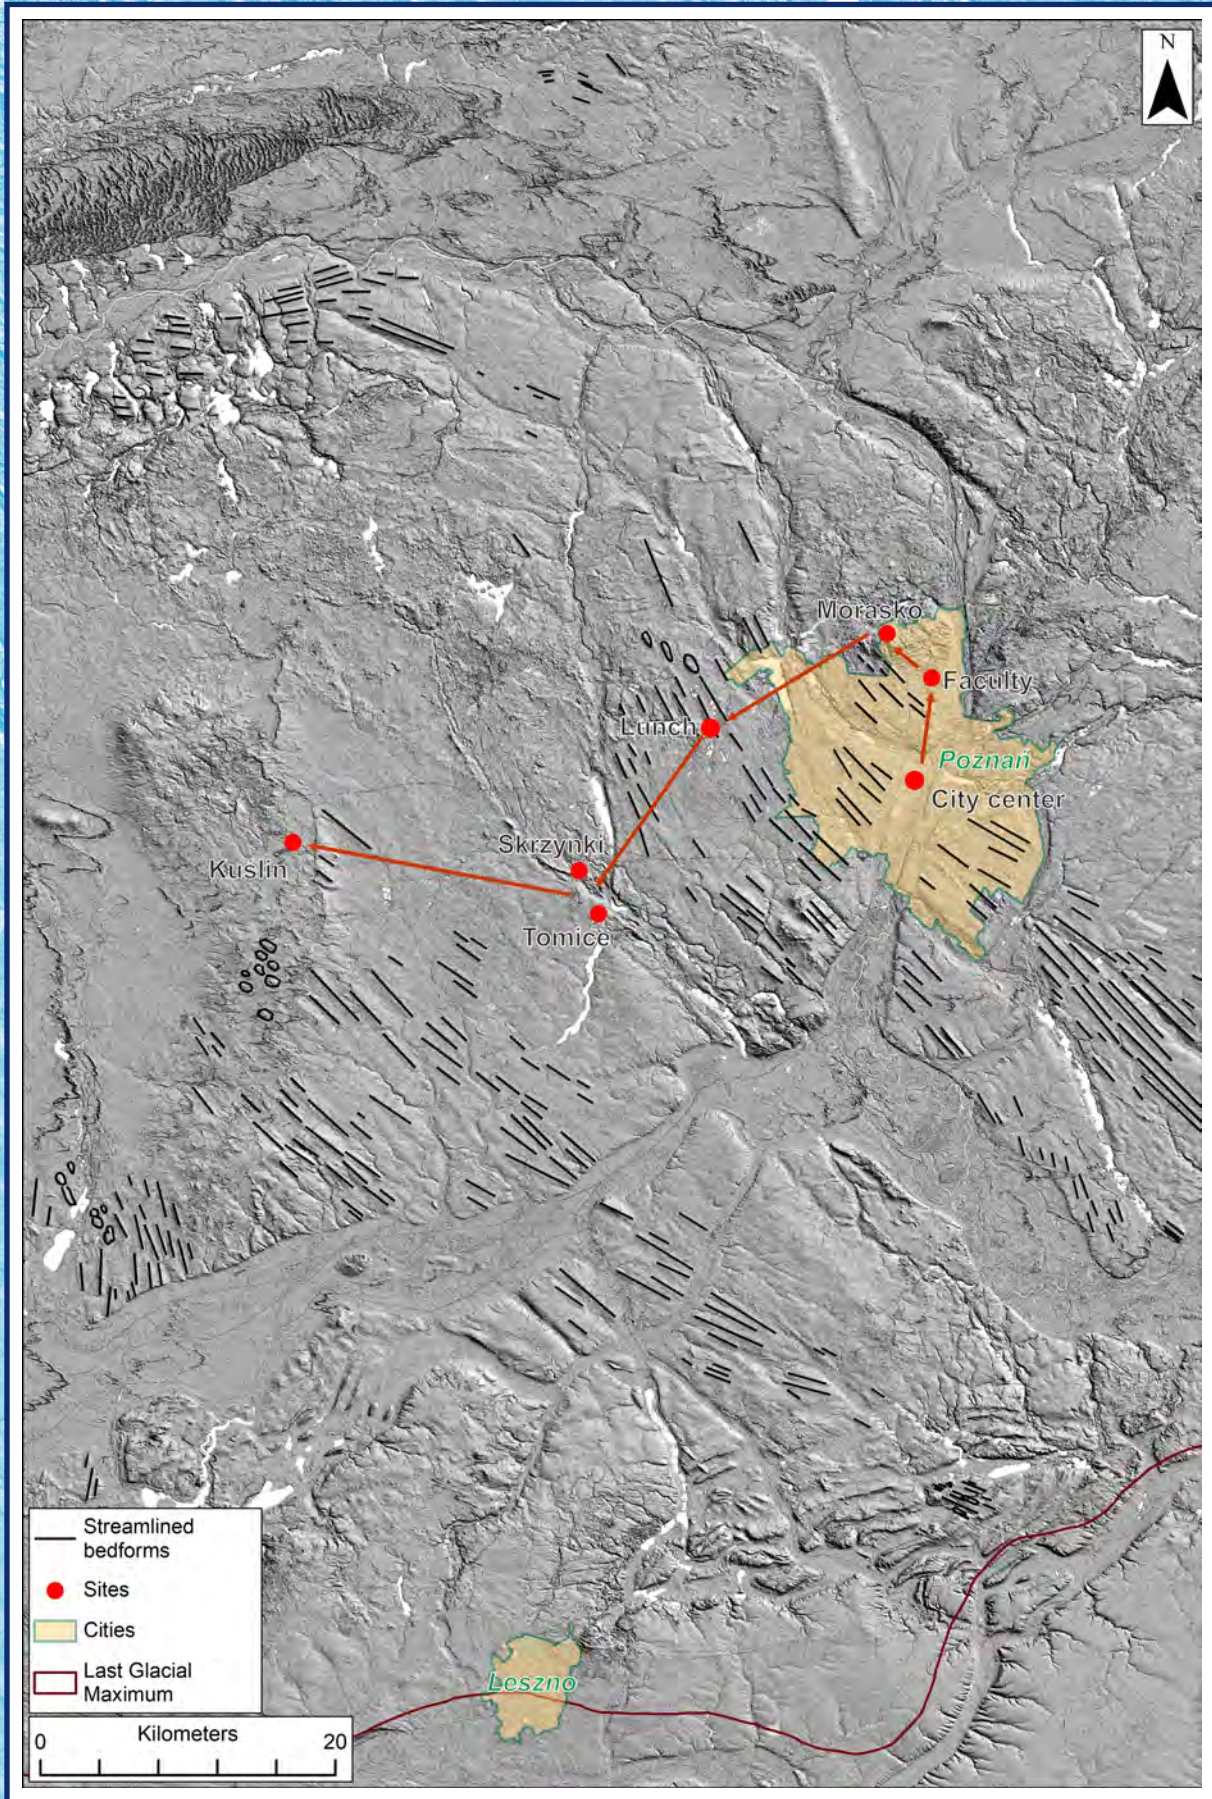 N
Morasko
Faculty
Lunch
Poznań
City center
Skrzynki
Kuślin
Tomice
Streamlined
bedforms
Sites
Cities
Last Glacial
Maximum
Leszno
Kilometers
0 20